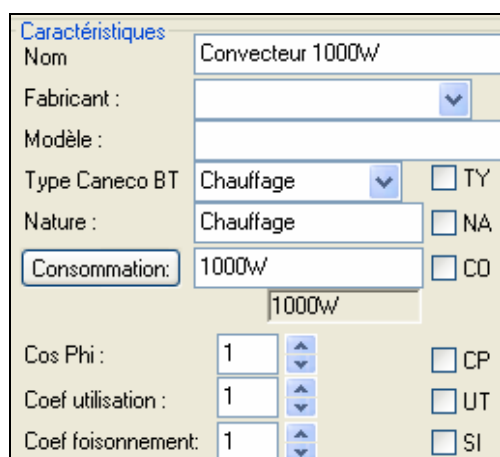 Caractéristiques
Nom Convecteur 1000W
Fabricant :
Modèle :
Type Caneco BT Chauffage TY
Nature : Chauffage NA
Consommation: 1000W CO
1000W
Cos Phi : 1 CP
Coef utilisation : 1 UT
Coef foisonnement: 1 SI